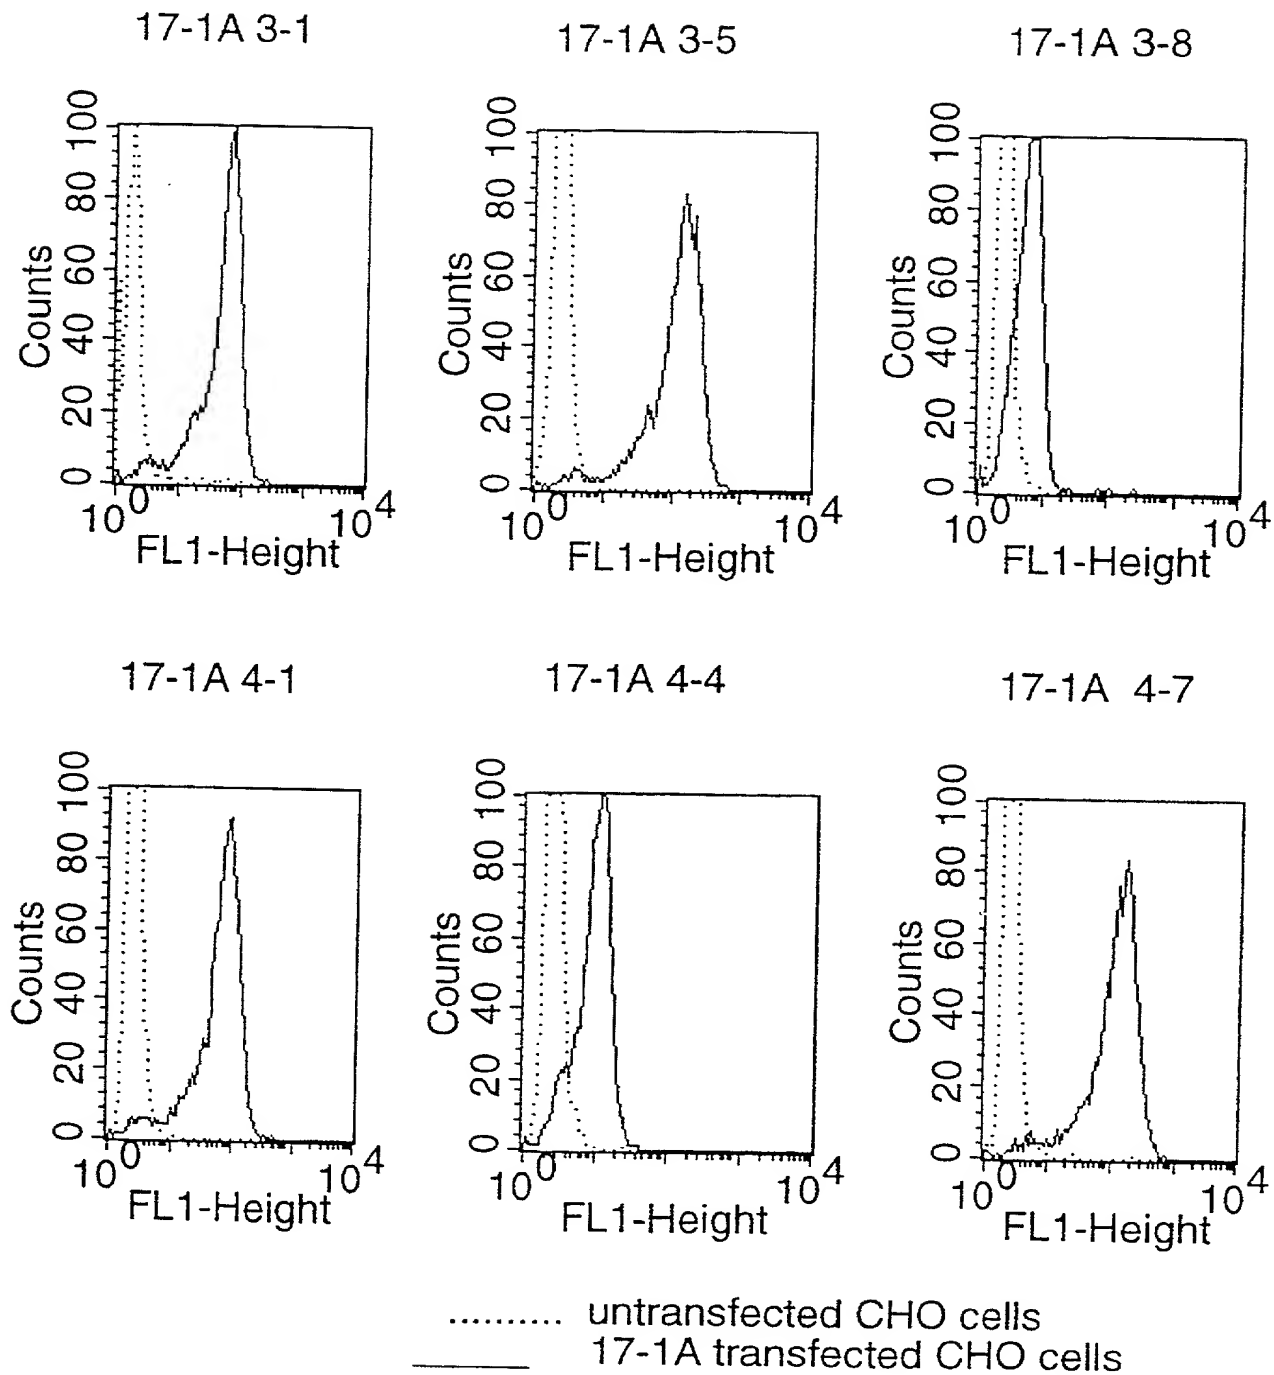 17-1A 3-1
17-1A 3-5
17-1A 3-8
Counts
0 20 40 60 80 100
10^0 10^4
FL1-Height
Counts
0 20 40 60 80 100
10^0 10^4
FL1-Height
Counts
0 20 40 60 80 100
10^0 10^4
FL1-Height
17-1A 4-1
17-1A 4-4
17-1A 4-7
Counts
0 20 40 60 80 100
10^0 10^4
FL1-Height
Counts
0 20 40 60 80 100
10^0 10^4
FL1-Height
Counts
0 20 40 60 80 100
10^0 10^4
FL1-Height
untransfected CHO cells
17-1A transfected CHO cells